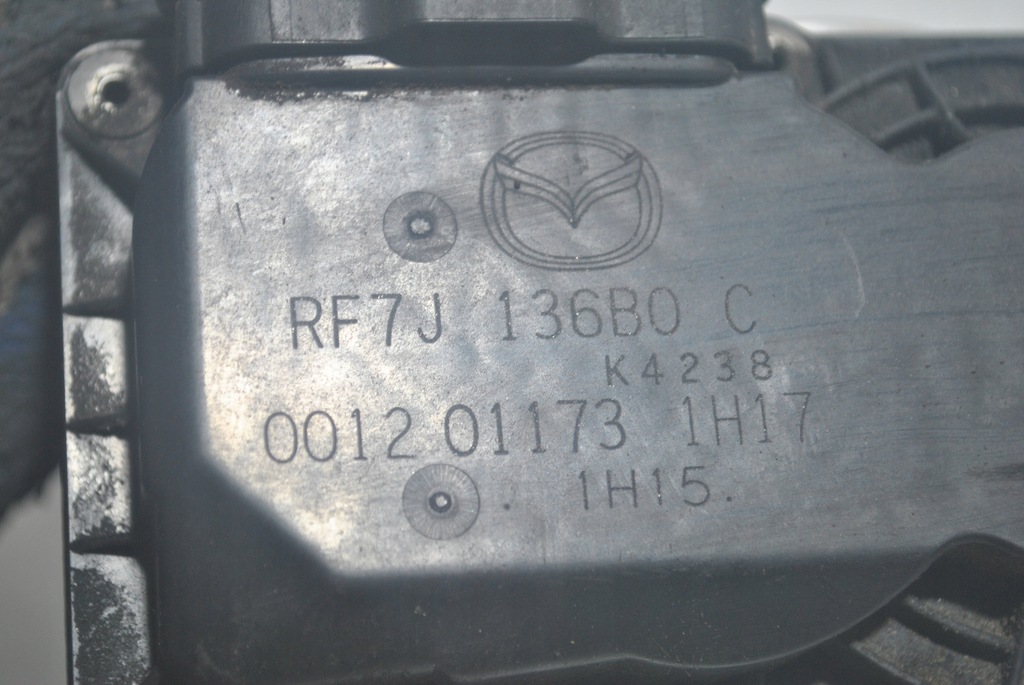 RF7J 136B0 C
K4238
0012 01173 1H17
. 1H15.